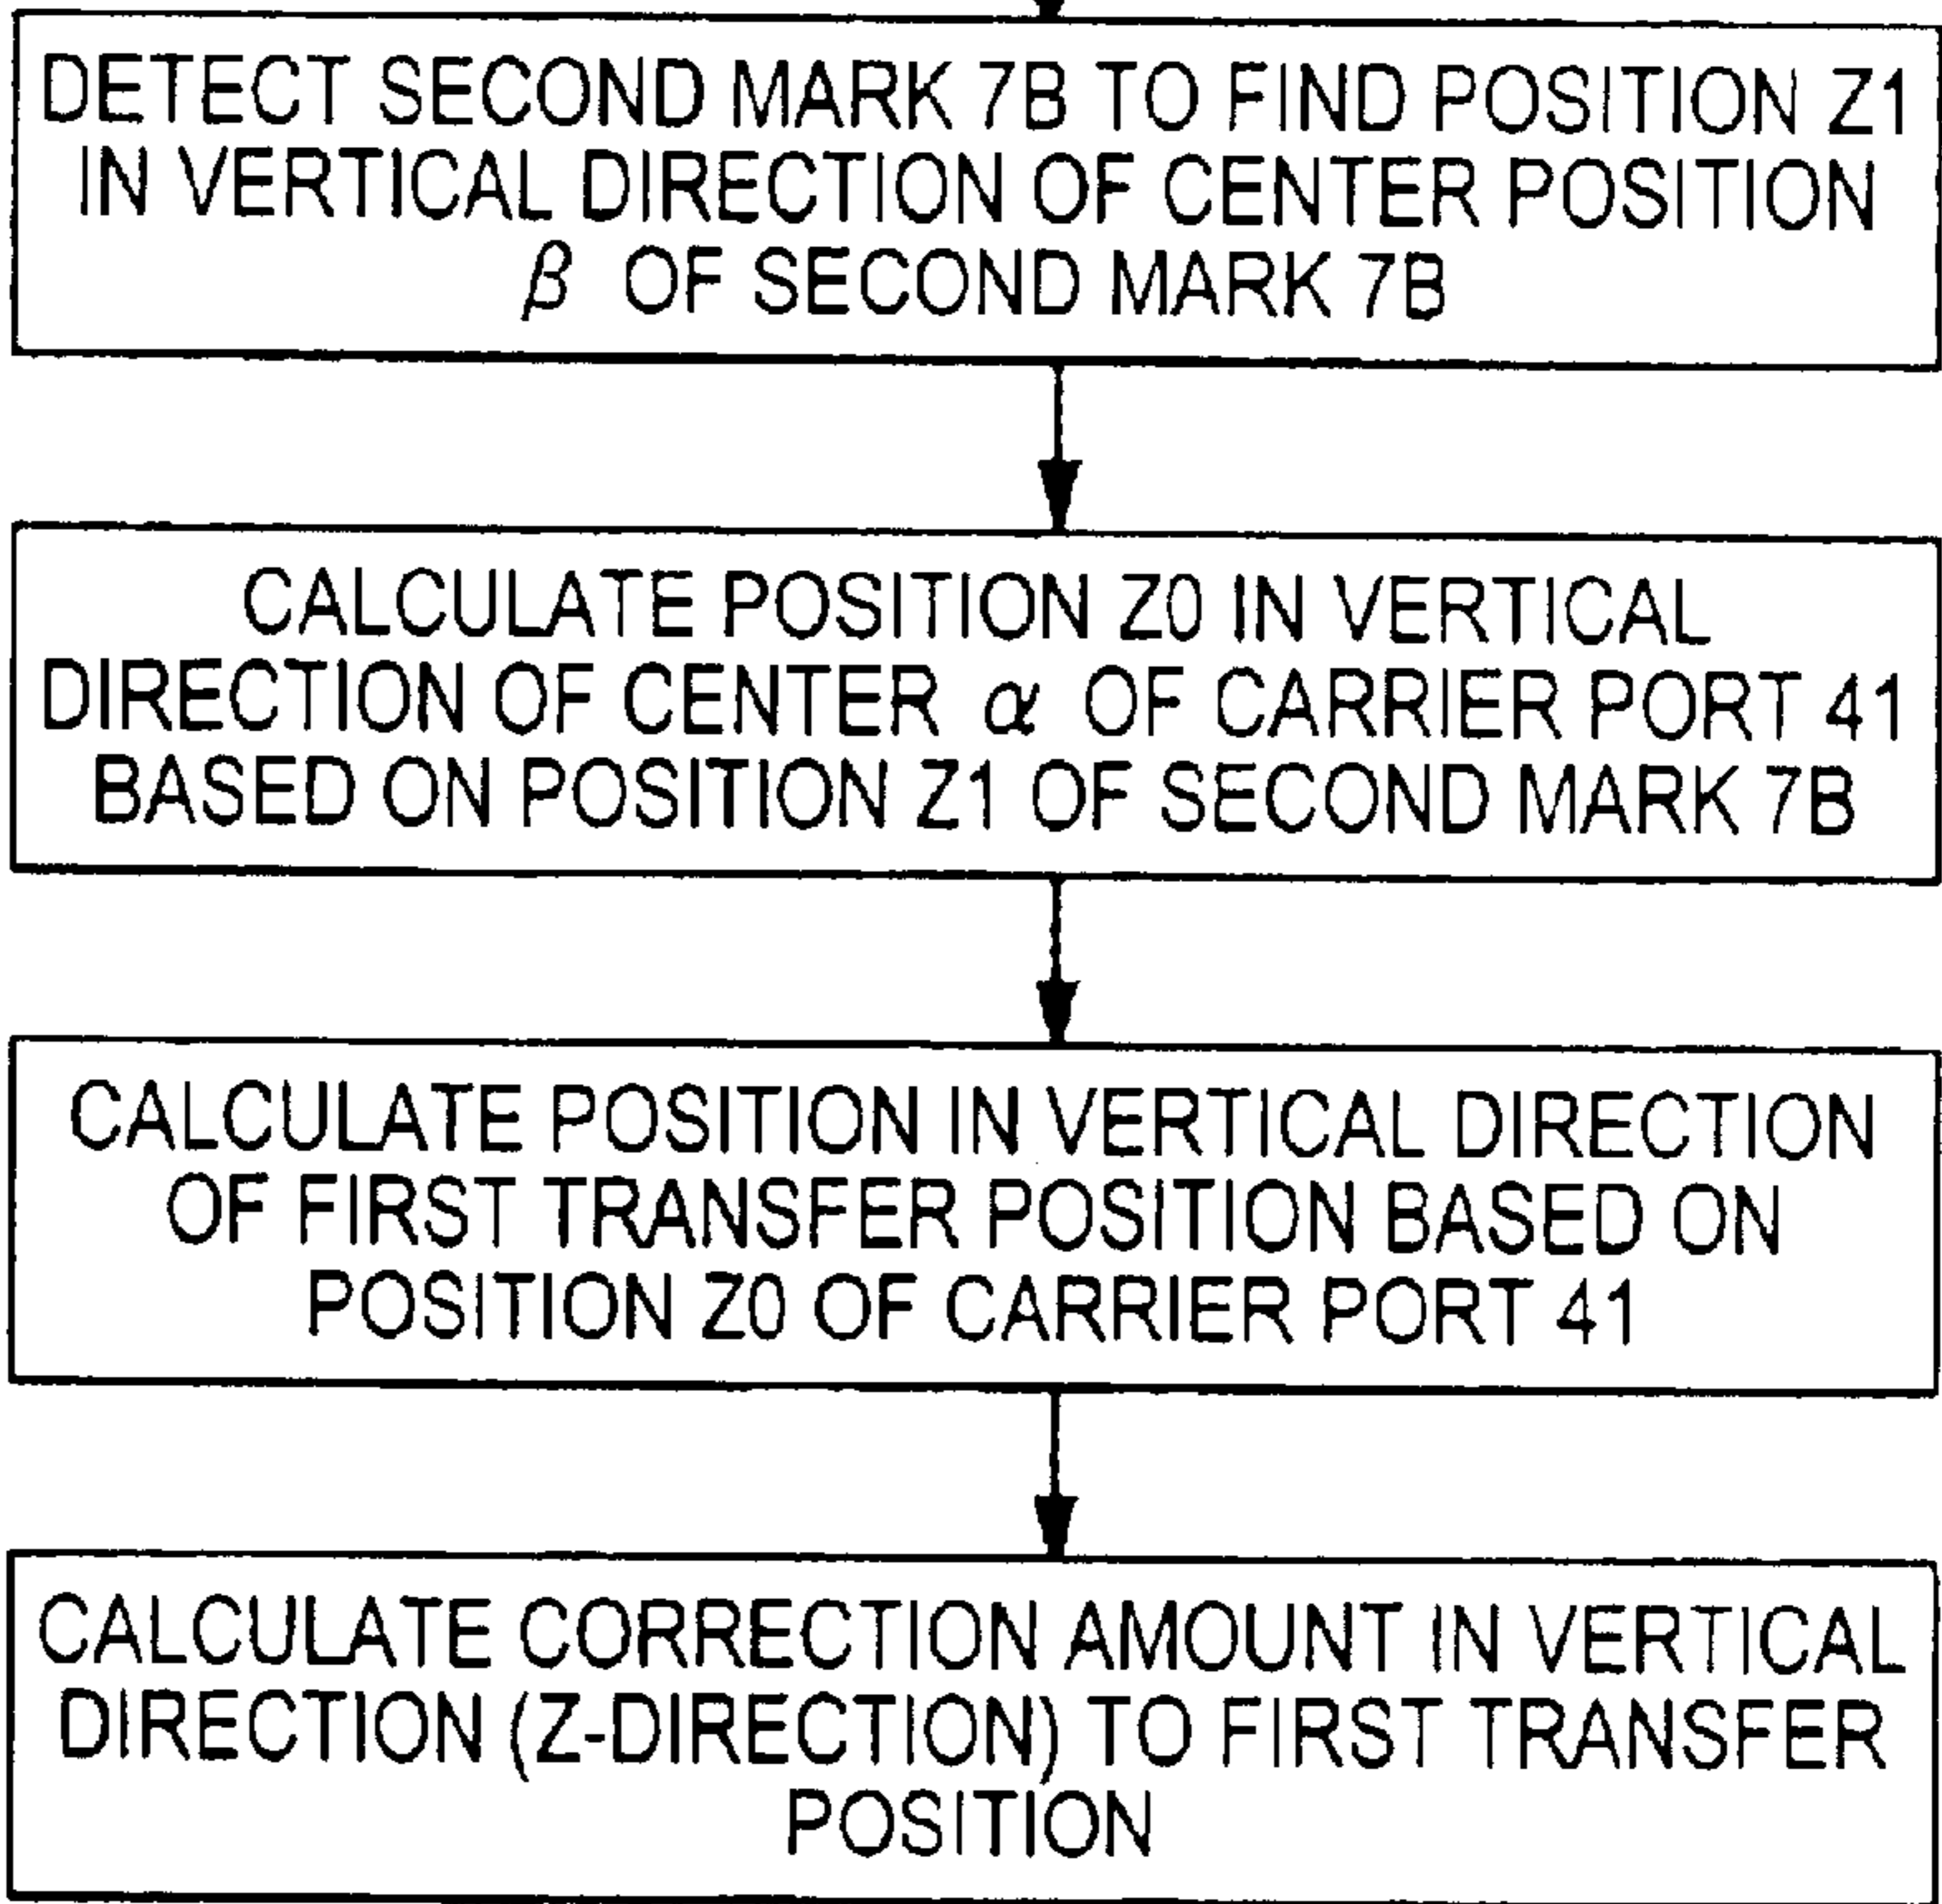 DETECT SECOND MARK 7B TO FIND POSITION Z1
IN VERTICAL DIRECTION OF CENTER POSITION
β OF SECOND MARK 7B
CALCULATE POSITION Z0 IN VERTICAL
DIRECTION OF CENTER α OF CARRIER PORT 41
BASED ON POSITION Z1 OF SECOND MARK 7B
CALCULATE POSITION IN VERTICAL DIRECTION
OF FIRST TRANSFER POSITION BASED ON
POSITION Z0 OF CARRIER PORT 41
CALCULATE CORRECTION AMOUNT IN VERTICAL
DIRECTION (Z-DIRECTION) TO FIRST TRANSFER
POSITION